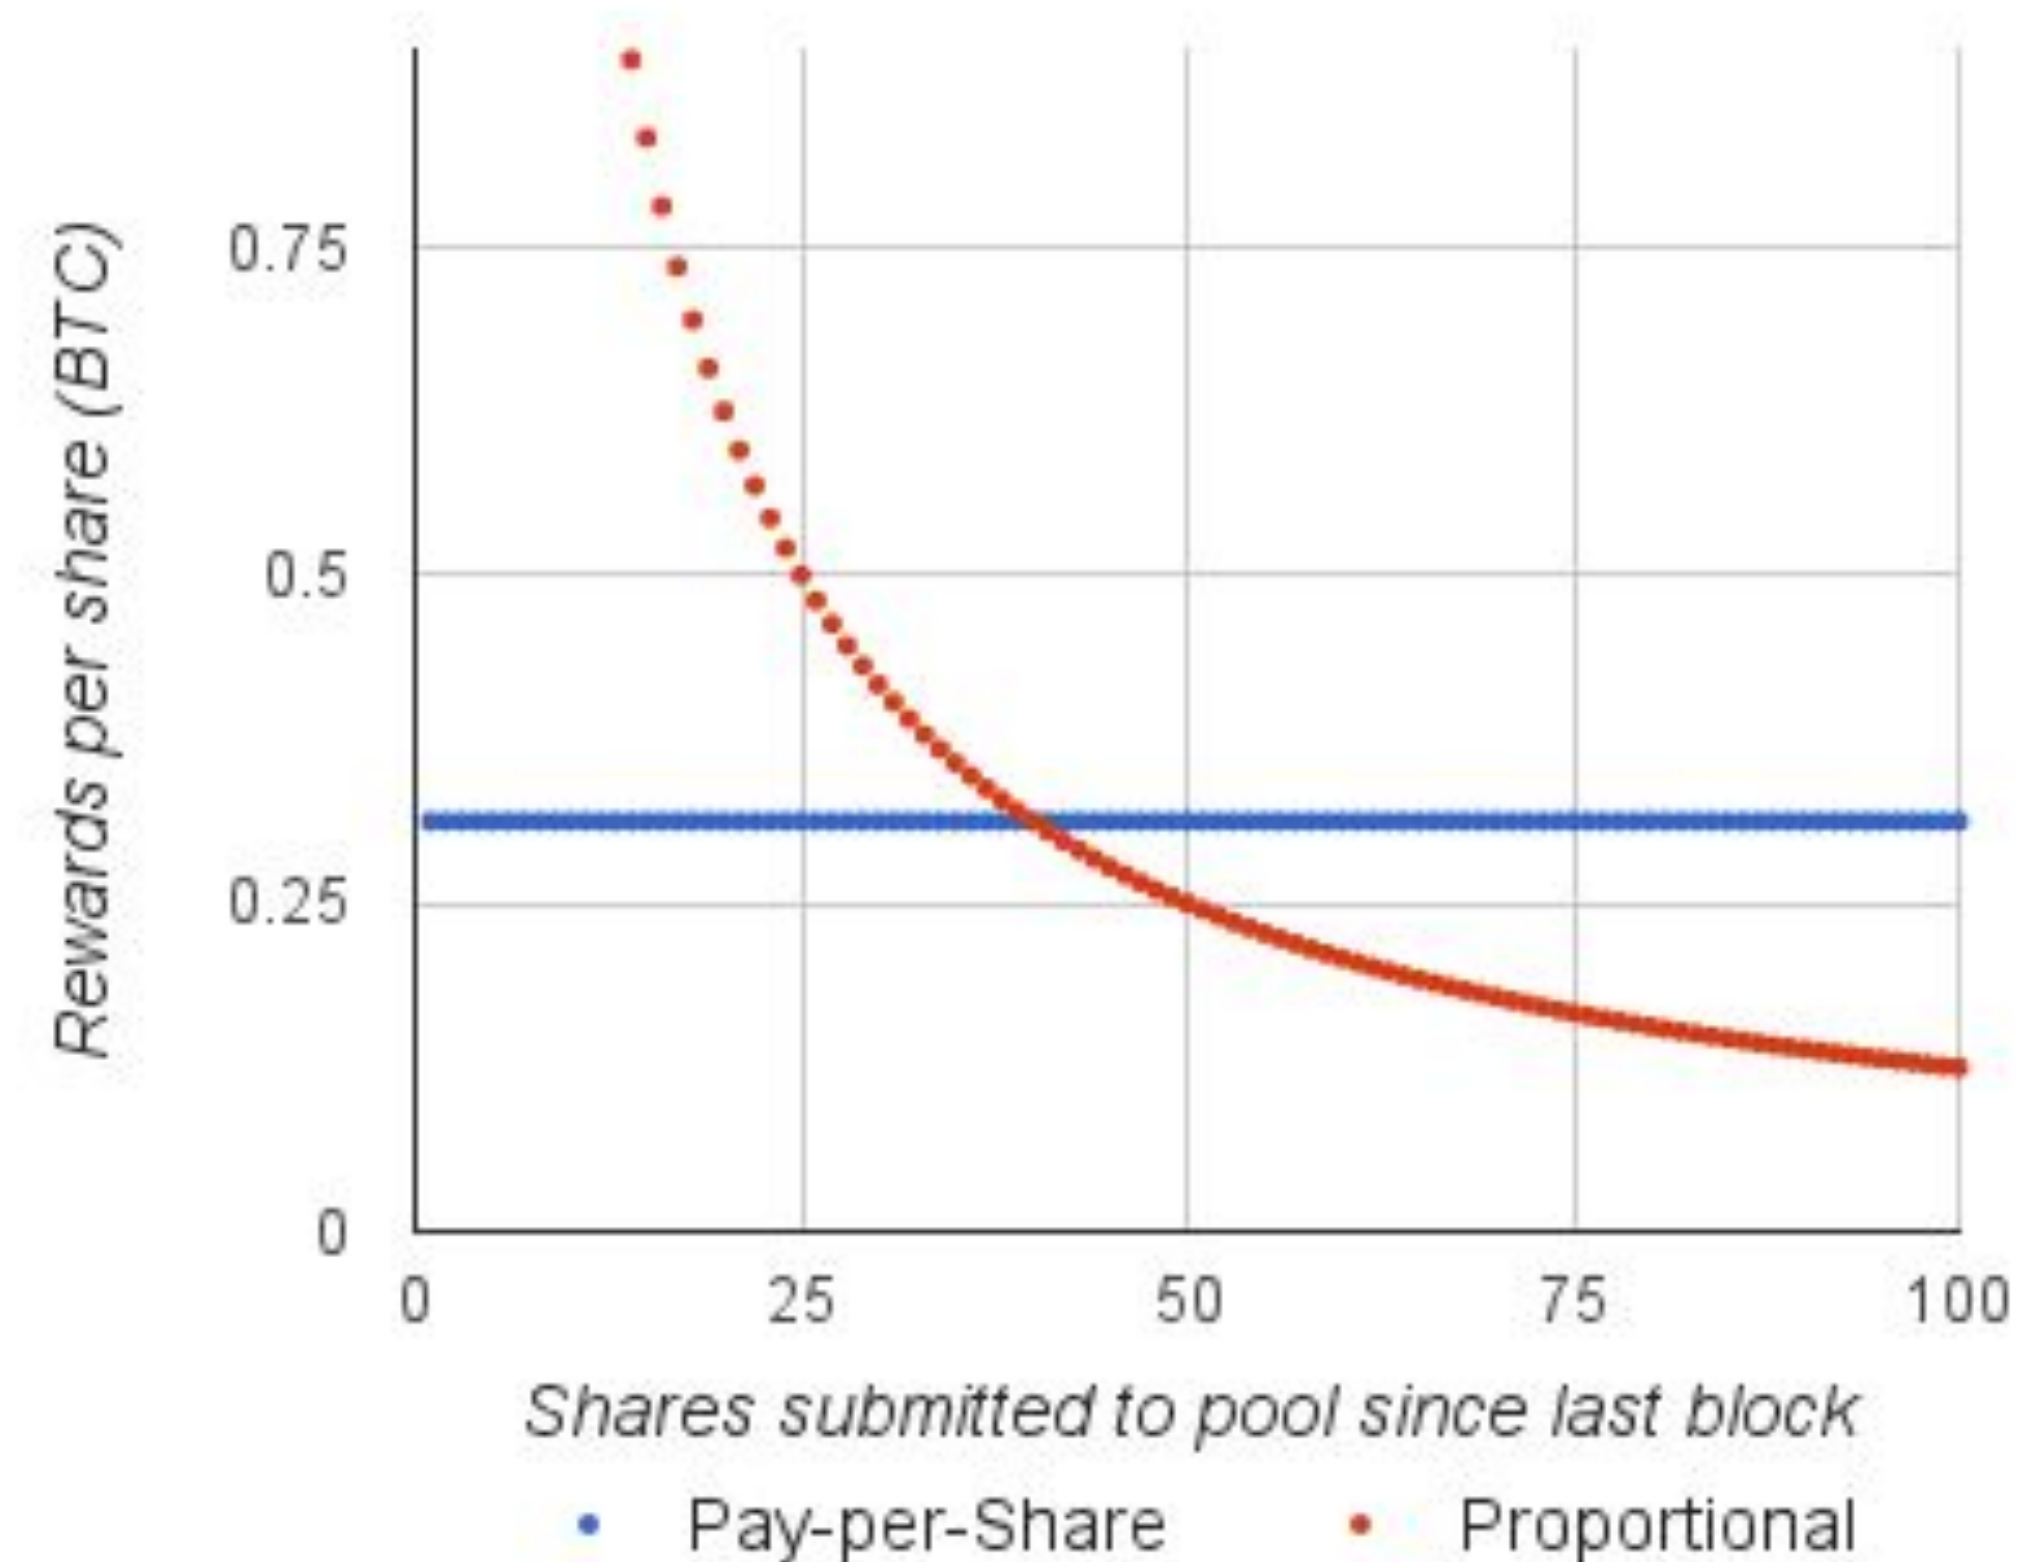 Rewards per share (BTC)
0.75
0.5
0.25
0
0 25 50 75 100
Shares submitted to pool since last block
Pay-per-Share Proportional